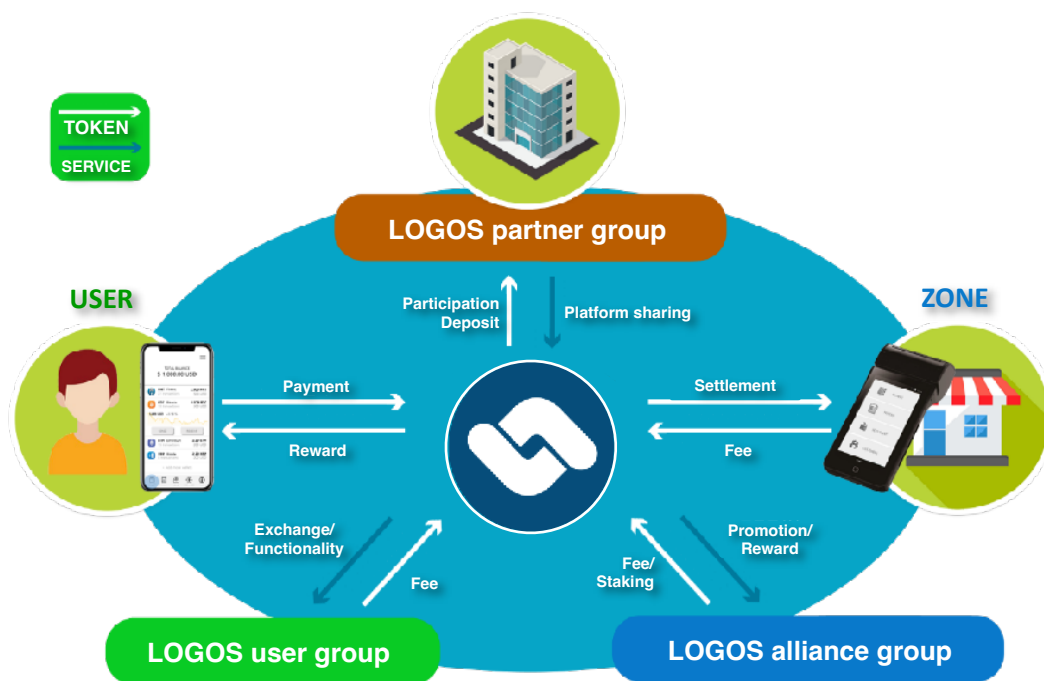 TOKEN
SERVICE
LOGOS partner group
USER
ZONE
Participation
Deposit
Platform sharing
Payment
Reward
Settlement
Fee
Exchange/
Functionality
Fee
Fee/
Staking
Promotion/
Reward
LOGOS user group
LOGOS alliance group